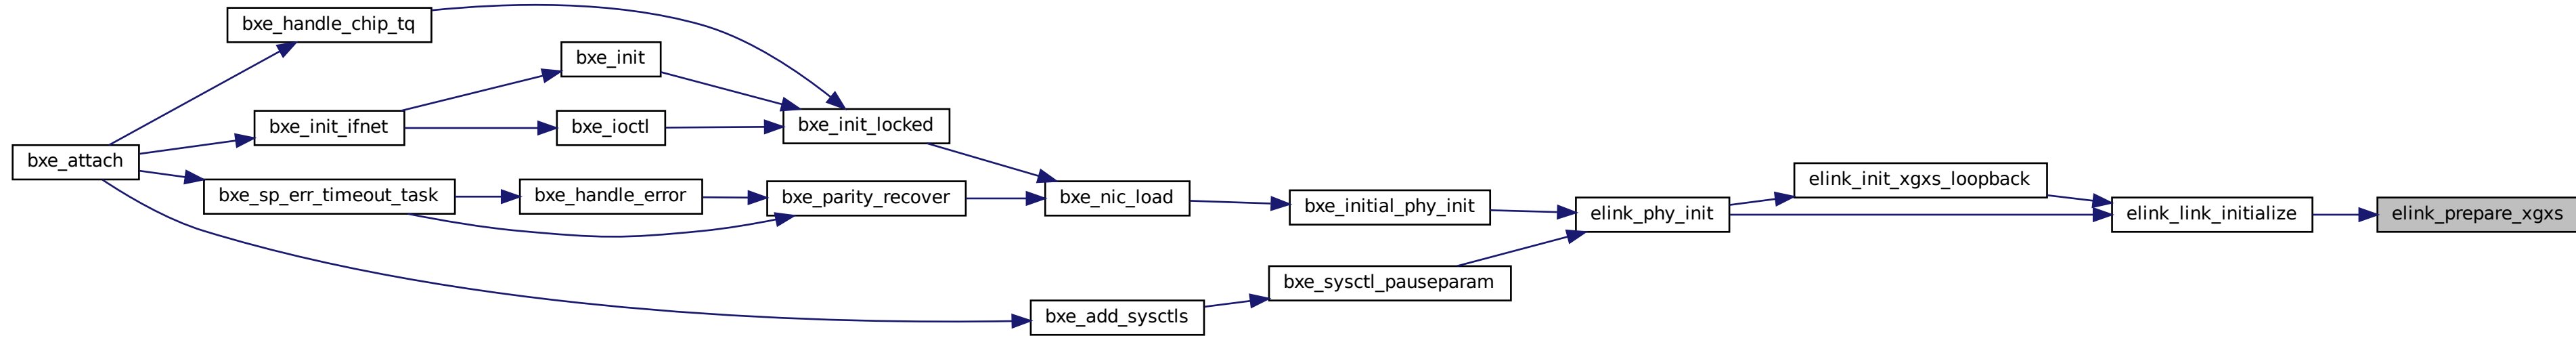 bxe_handle_chip_tq
bxe_init
bxe_init_ifnet
bxe_ioctl
bxe_init_locked
bxe_attach
bxe_sp_err_timeout_task
bxe_handle_error
bxe_parity_recover
bxe_nic_load
bxe_initial_phy_init
elink_phy_init
elink_init_xgxs_loopback
elink_link_initialize
elink_prepare_xgxs
bxe_sysctl_pauseparam
bxe_add_sysctls